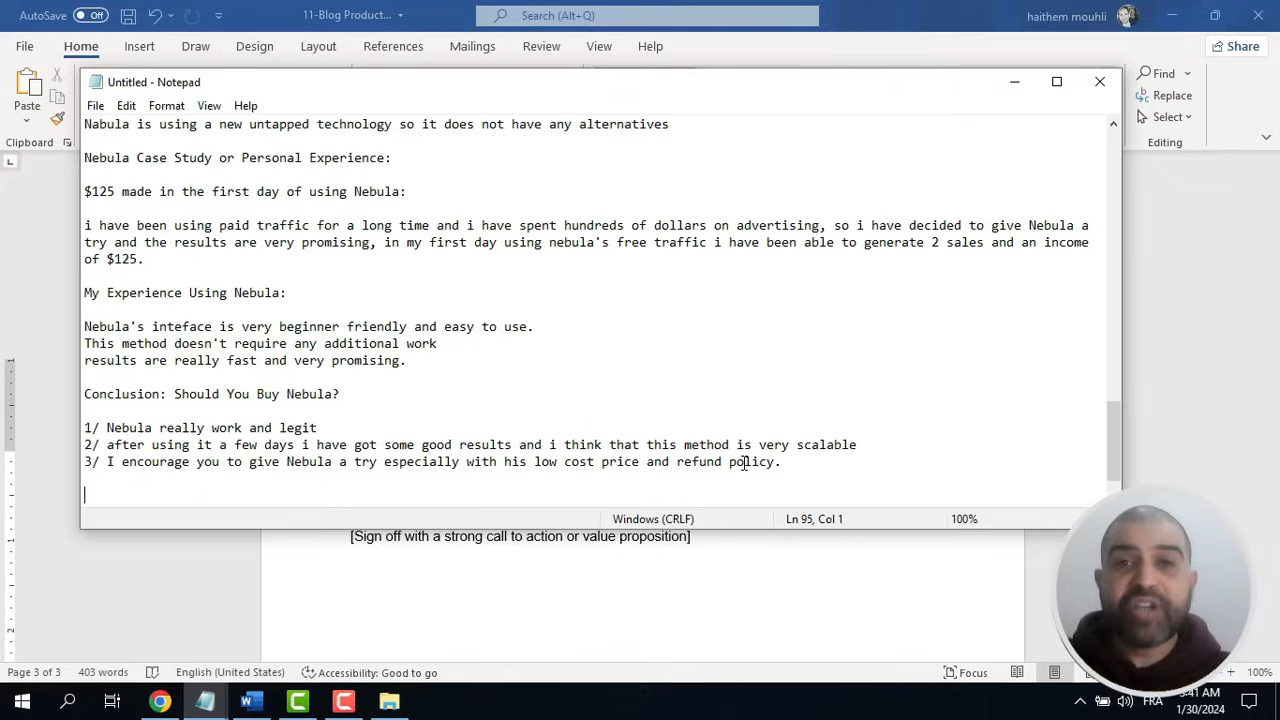 AutoSave Off 11-Blog Product... Search (Alt+Q) haithem mouhli
File Home Insert Draw Design Layout References Mailings Review View Help Share
Paste
Clipboard
Find
Replace
Select
Editing
Untitled - Notepad
File Edit Format View Help
Nabula is using a new untapped technology so it does not have any alternatives
Nebula Case Study or Personal Experience:
$125 made in the first day of using Nebula:
i have been using paid traffic for a long time and i have spent hundreds of dollars on advertising, so i have decided to give Nebula a
try and the results are very promising, in my first day using nebula's free traffic i have been able to generate 2 sales and an income
of $125.
My Experience Using Nebula:
Nebula's inteface is very beginner friendly and easy to use.
This method doesn't require any additional work
results are really fast and very promising.
Conclusion: Should You Buy Nebula?
1/ Nebula really work and legit
2/ after using it a few days i have got some good results and i think that this method is very scalable
3/ I encourage you to give Nebula a try especially with his low cost price and refund policy.
Windows (CRLF) Ln 95, Col 1 100%
[Sign off with a strong call to action or value proposition]
Page 3 of 3 403 words English (United States) Accessibility: Good to go Focus 100%
FRA
:41 AM
1/30/2024